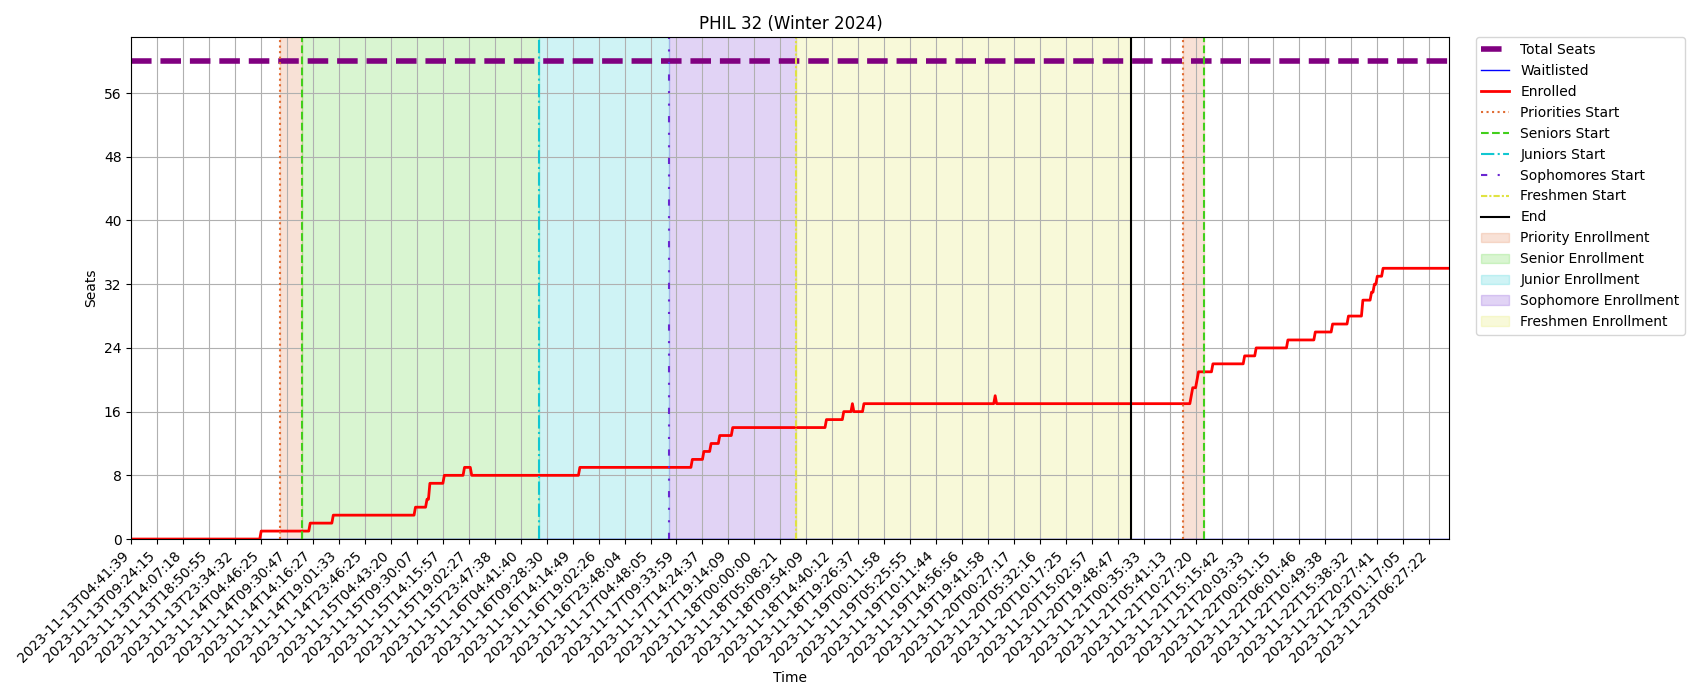 PHIL 32 (Winter 2024)
Seats
56
48
40
32
24
16
8
0
2023-11-13T04:41:39
2023-11-13T09:24:15
2023-11-13T14:07:18
2023-11-13T18:50:55
2023-11-13T23:34:32
2023-11-14T04:46:25
2023-11-14T09:30:47
2023-11-14T14:16:27
2023-11-14T19:01:33
2023-11-14T23:46:25
2023-11-15T04:43:20
2023-11-15T09:30:07
2023-11-15T14:15:57
2023-11-15T19:02:27
2023-11-15T23:47:38
2023-11-16T04:41:40
2023-11-16T09:28:30
2023-11-16T14:14:49
2023-11-16T19:02:26
2023-11-16T23:48:04
2023-11-17T04:48:05
2023-11-17T09:33:59
2023-11-17T14:24:37
2023-11-17T19:14:09
2023-11-18T00:00:00
2023-11-18T05:08:21
2023-11-18T09:54:09
2023-11-18T14:40:12
2023-11-18T19:26:37
2023-11-19T00:11:58
2023-11-19T05:25:55
2023-11-19T10:11:44
2023-11-19T14:56:56
2023-11-19T19:41:58
2023-11-20T00:27:17
2023-11-20T05:32:16
2023-11-20T10:17:25
2023-11-20T15:02:57
2023-11-20T19:48:47
2023-11-21T00:35:33
2023-11-21T05:41:13
2023-11-21T10:27:20
2023-11-21T15:15:42
2023-11-21T20:03:33
2023-11-22T00:51:15
2023-11-22T06:01:46
2023-11-22T10:49:38
2023-11-22T15:38:32
2023-11-22T20:27:41
2023-11-23T01:17:05
2023-11-23T06:27:22
Time
Total Seats
Waitlisted
Enrolled
Priorities Start
Seniors Start
Juniors Start
Sophomores Start
Freshmen Start
End
Priority Enrollment
Senior Enrollment
Junior Enrollment
Sophomore Enrollment
Freshmen Enrollment